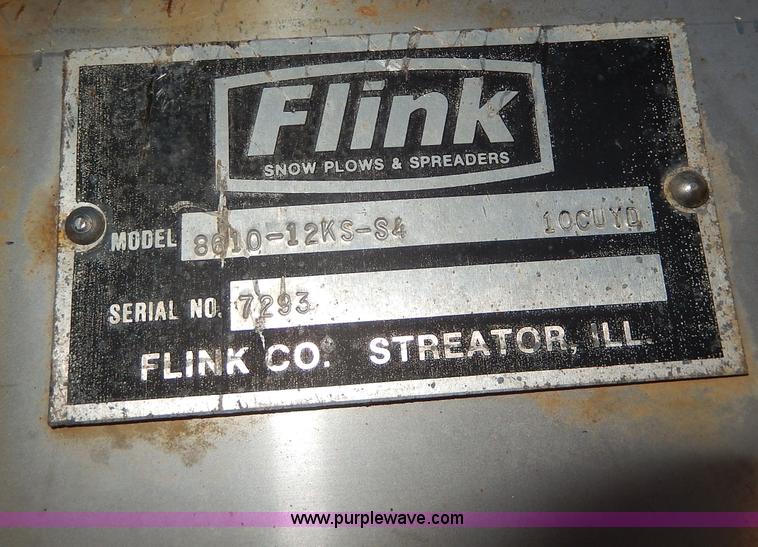 Flink
SNOW PLOWS & SPREADERS
MODEL 8610-12KS-S4 10CUYD
SERIAL NO. 7293
FLINK CO. STREATOR, ILL.
www.purplewave.com